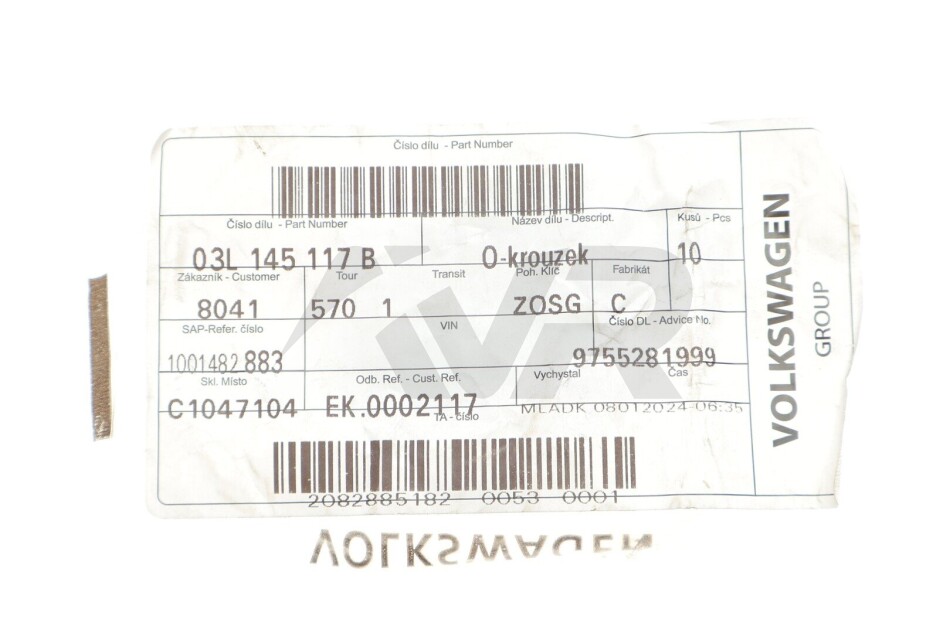 Číslo dílu - Part Number
Číslo dílu - Part Number Název dílu - Descript. Kusů - Pcs
03L 145 117 B O-krouzek 10
Zákazník - Customer Tour Transit Poh. Klíč Fabrikát
8041 570 1 ZOSG C
SAP-Refer. číslo VIN Číslo DL - Advice No.
1001482883 9755281999
Skl. Místo Odb. Ref. - Cust. Ref. Vychystal Čas
C1047104 EK.0002117 MLADK 08012024-06:35
TA - číslo
2082885182 0053 0001
VOLKSWAGEN
GROUP
VOLKSWAGEN
VR